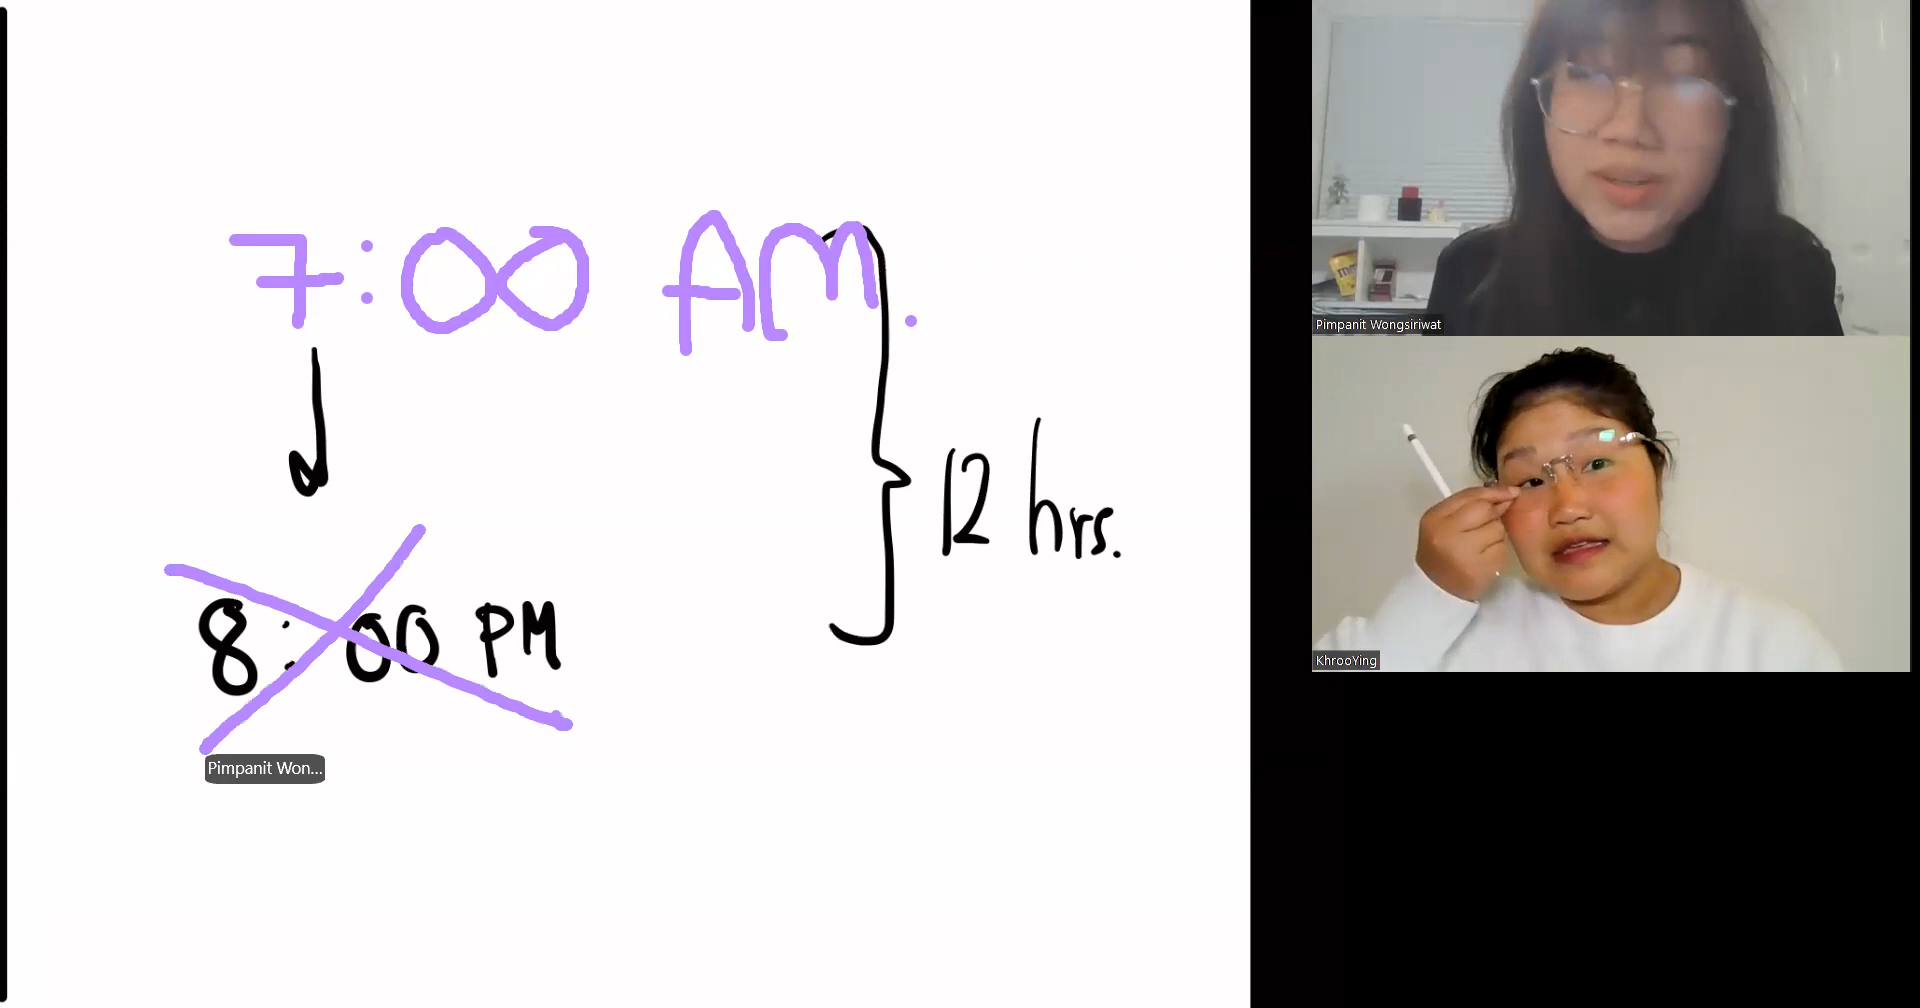 7:00 AM.
12 hrs.
8:00 PM
Pimpanit Won...
Pimpanit Wongsiriwat
KhrooYing